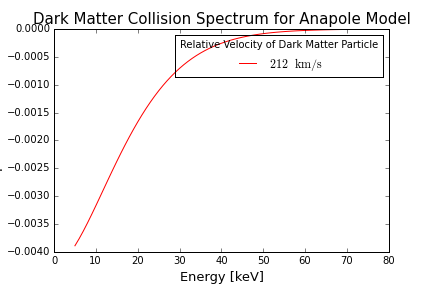 Dark Matter Collision Spectrum for Anapole Model
Relative Velocity of Dark Matter Particle
212 km/s
0.0000
−0.0005
−0.0010
−0.0015
−0.0020
−0.0025
−0.0030
−0.0035
−0.0040
0 10 20 30 40 50 60 70 80
Energy [keV]